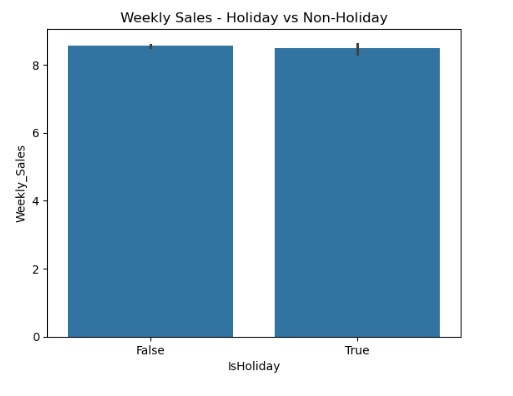 Weekly Sales - Holiday vs Non-Holiday
8
6
4
2
0
Weekly_Sales
False True
IsHoliday